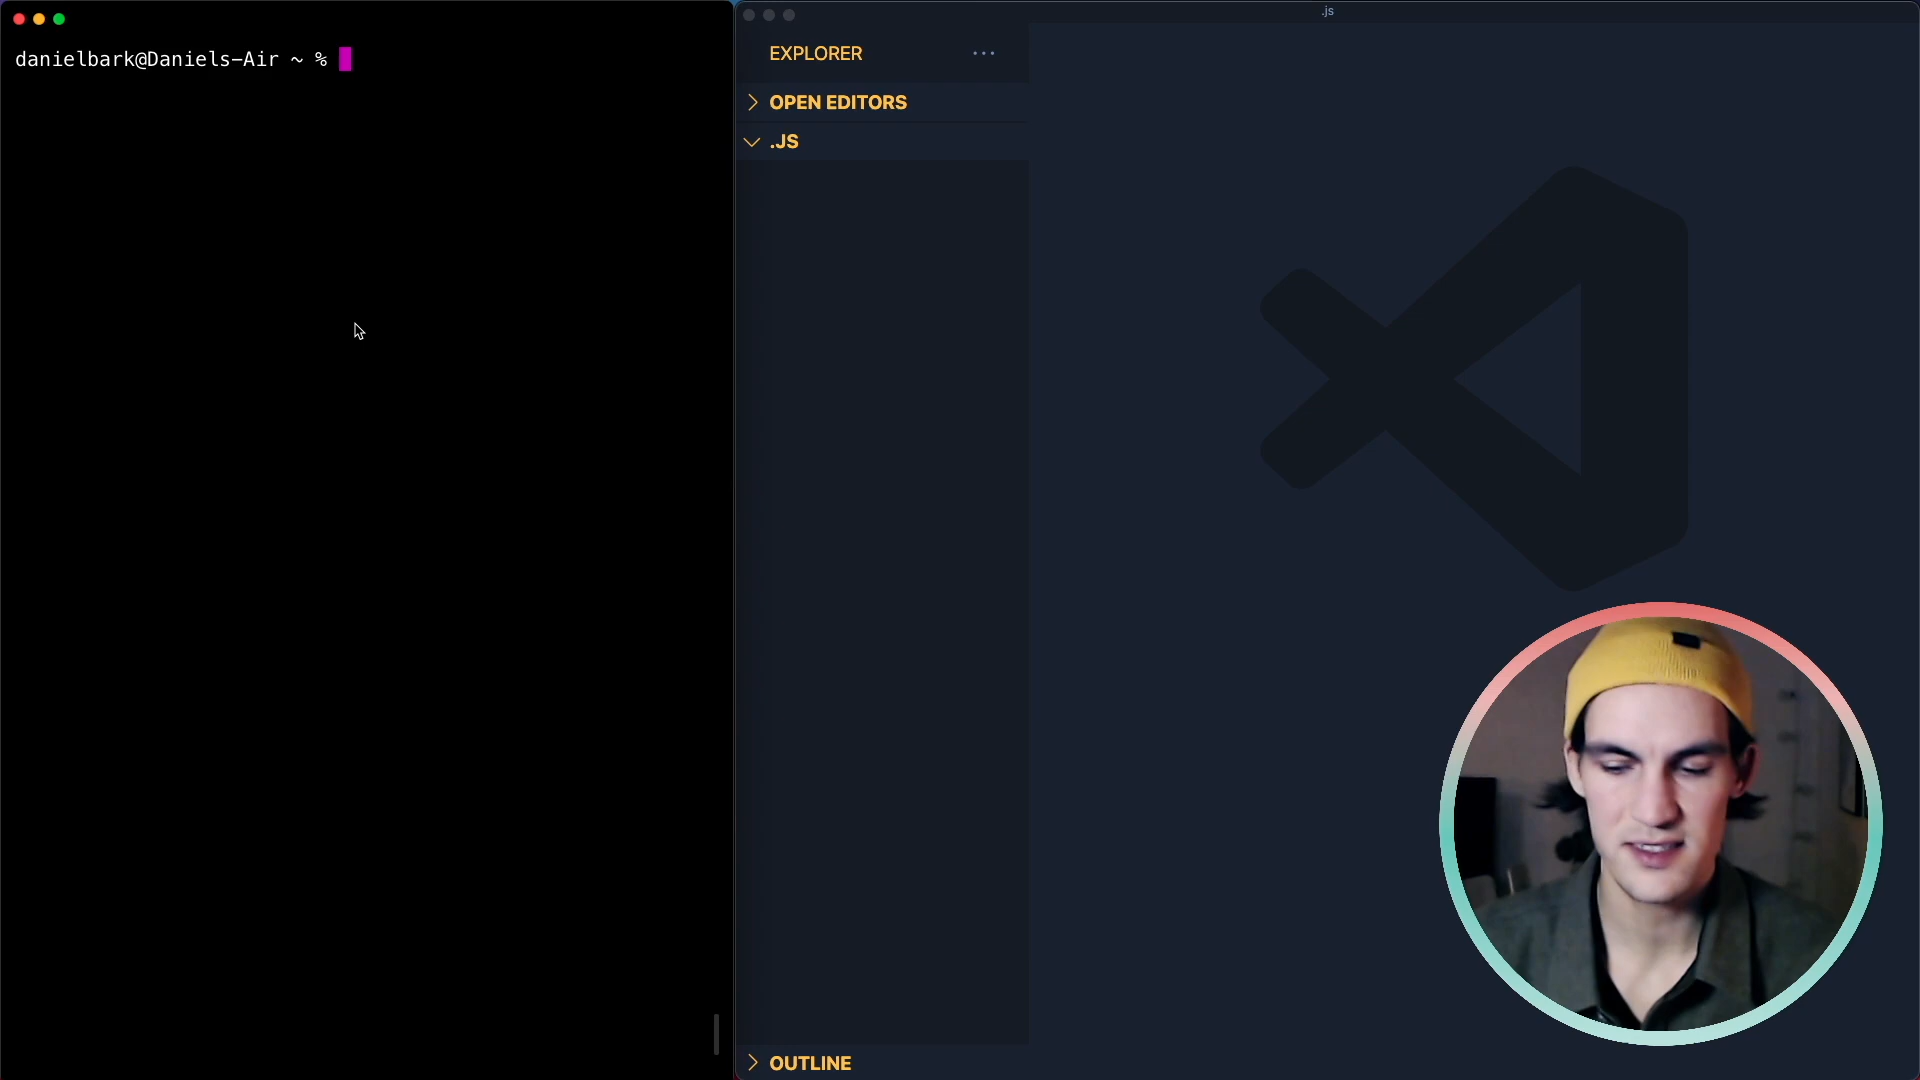 danielbark@Daniels-Air ~ %
.js
EXPLORER
OPEN EDITORS
.JS
OUTLINE